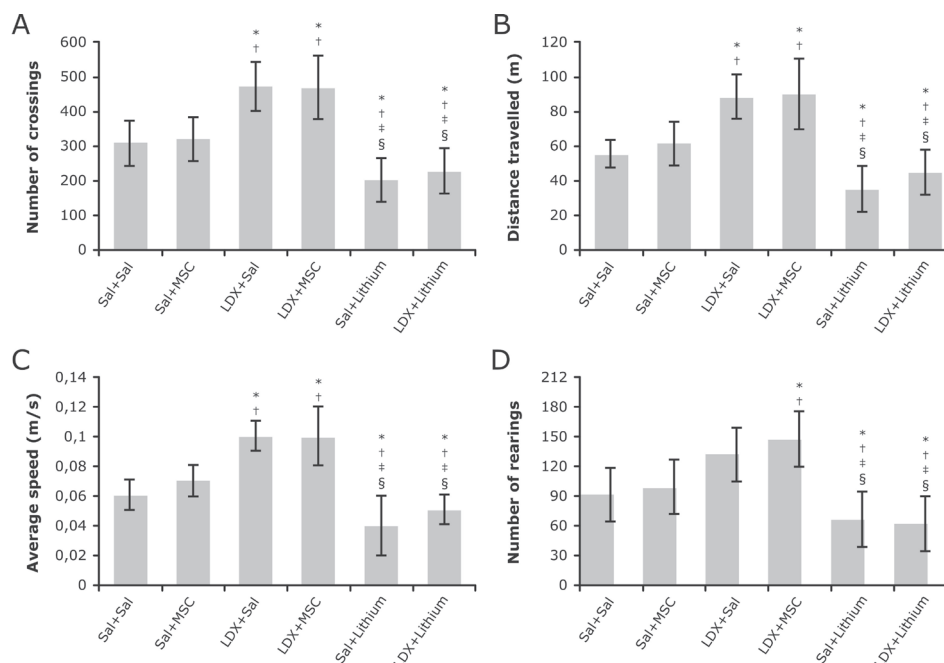 A
Number of crossings
600
500
400
300
200
100
0
*
†
*
†
*
†
‡
§
*
†
‡
§
Sal+Sal
Sal+MSC
LDX+Sal
LDX+MSC
Sal+Lithium
LDX+Lithium
B
Distance travelled (m)
120
100
80
60
40
20
0
*
†
*
†
*
†
‡
§
*
†
‡
§
Sal+Sal
Sal+MSC
LDX+Sal
LDX+MSC
Sal+Lithium
LDX+Lithium
C
Average speed (m/s)
0,14
0,12
0,1
0,08
0,06
0,04
0,02
0
*
†
*
†
*
†
‡
§
*
†
‡
§
Sal+Sal
Sal+MSC
LDX+Sal
LDX+MSC
Sal+Lithium
LDX+Lithium
D
Number of rearings
212
180
150
120
90
60
30
0
*
†
*
†
‡
§
*
†
‡
§
Sal+Sal
Sal+MSC
LDX+Sal
LDX+MSC
Sal+Lithium
LDX+Lithium